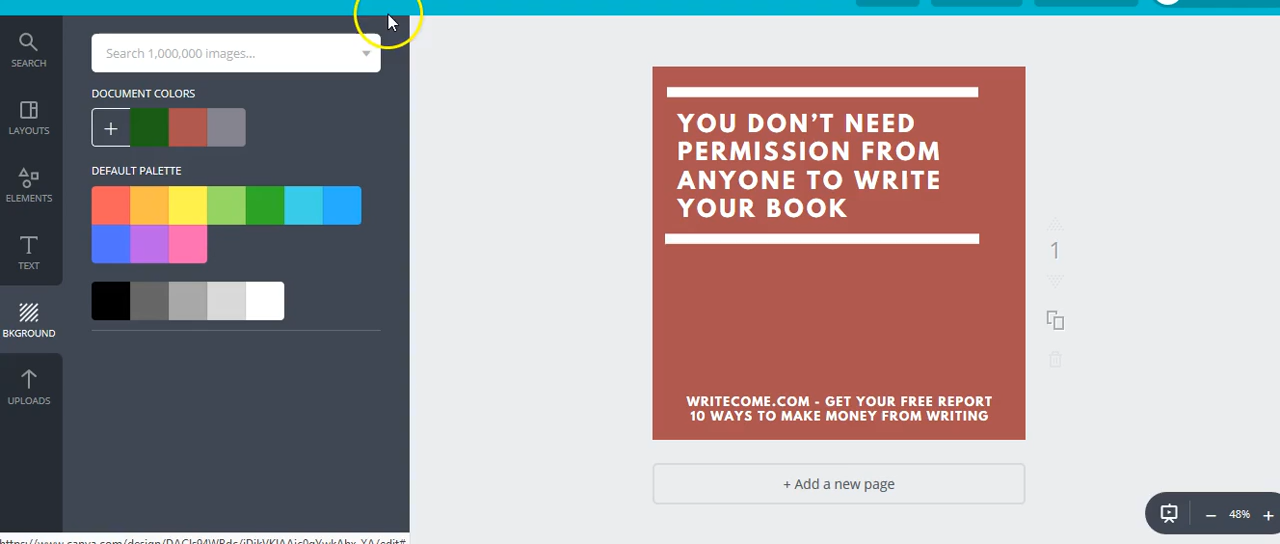 SEARCH
LAYOUTS
ELEMENTS
TEXT
BKGROUND
UPLOADS
Search 1,000,000 images...
DOCUMENT COLORS
+
DEFAULT PALETTE
YOU DON’T NEED
PERMISSION FROM
ANYONE TO WRITE
YOUR BOOK
WRITECOME.COM - GET YOUR FREE REPORT
10 WAYS TO MAKE MONEY FROM WRITING
1
+ Add a new page
− 48% +